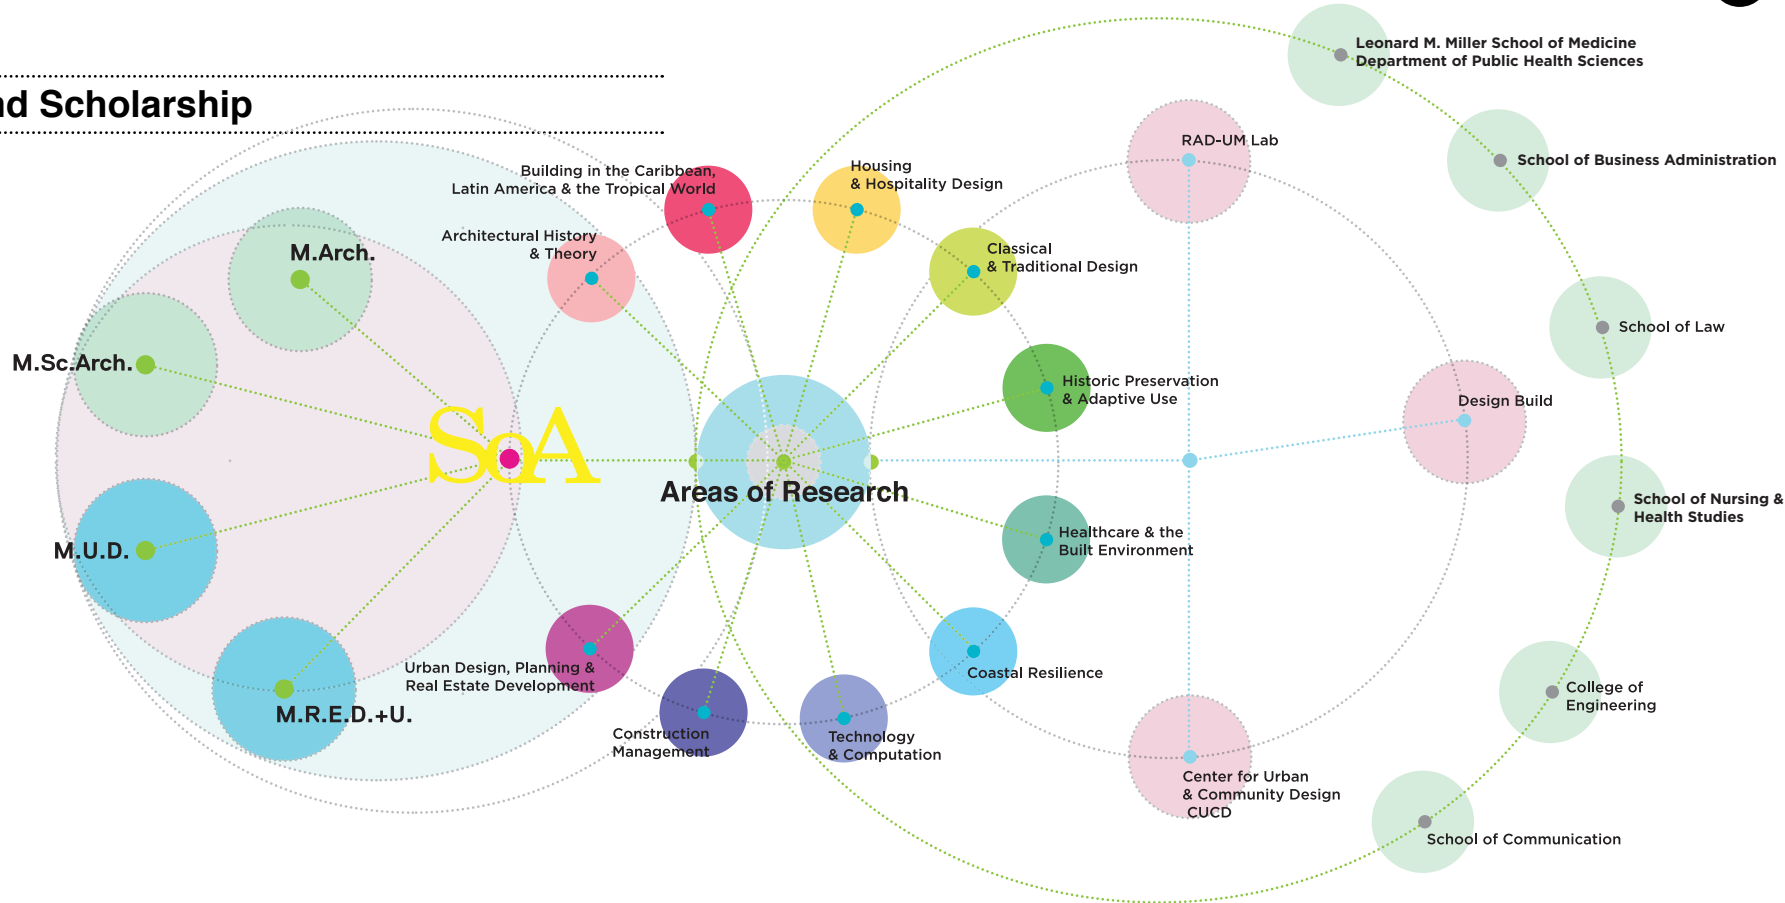 Scholarship
M.Arch.
M.Sc.Arch.
M.U.D.
M.R.E.D.+U.
SoA
Areas of Research
Building in the Caribbean,
Latin America & the Tropical World
Architectural History
& Theory
Housing
& Hospitality Design
Classical
& Traditional Design
Historic Preservation
& Adaptive Use
Healthcare & the
Built Environment
Coastal Resilience
Technology
& Computation
Construction
Management
Urban Design, Planning &
Real Estate Development
RAD-UM Lab
Design Build
Center for Urban
& Community Design
CUCD
Leonard M. Miller School of Medicine
Department of Public Health Sciences
School of Business Administration
School of Law
School of Nursing &
Health Studies
College of
Engineering
School of Communication